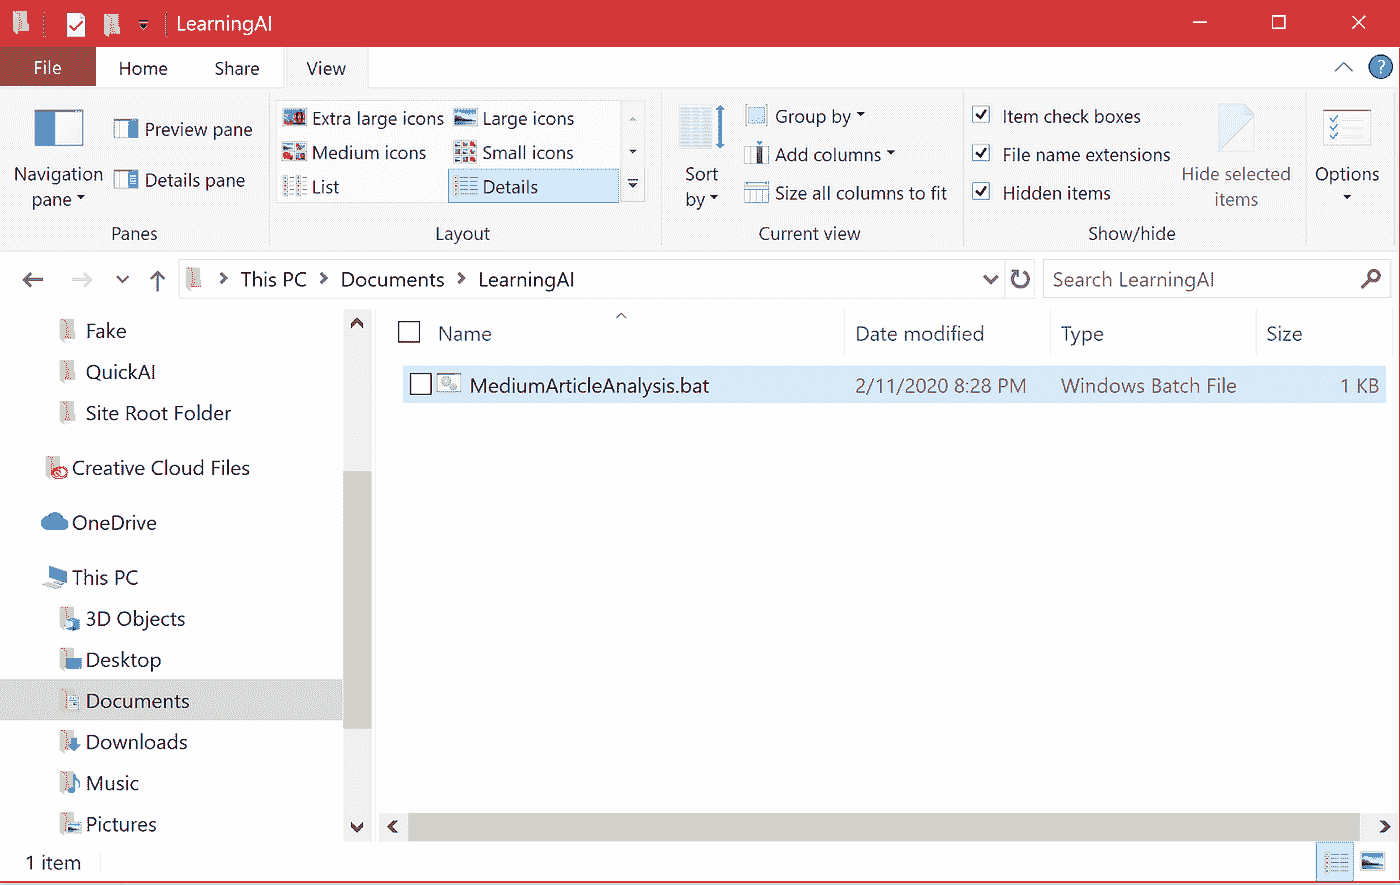 LearningAI
File Home Share View ?
Navigation pane
Preview pane
Details pane
Panes
Extra large icons Large icons
Medium icons Small icons
List Details
Layout
Sort by
Group by
Add columns
Size all columns to fit
Current view
Item check boxes
File name extensions
Hidden items
Hide selected items
Show/hide
Options
This PC > Documents > LearningAI
Search LearningAI
Fake
QuickAI
Site Root Folder
Creative Cloud Files
OneDrive
This PC
3D Objects
Desktop
Documents
Downloads
Music
Pictures
Name Date modified Type Size
MediumArticleAnalysis.bat 2/11/2020 8:28 PM Windows Batch File 1 KB
1 item